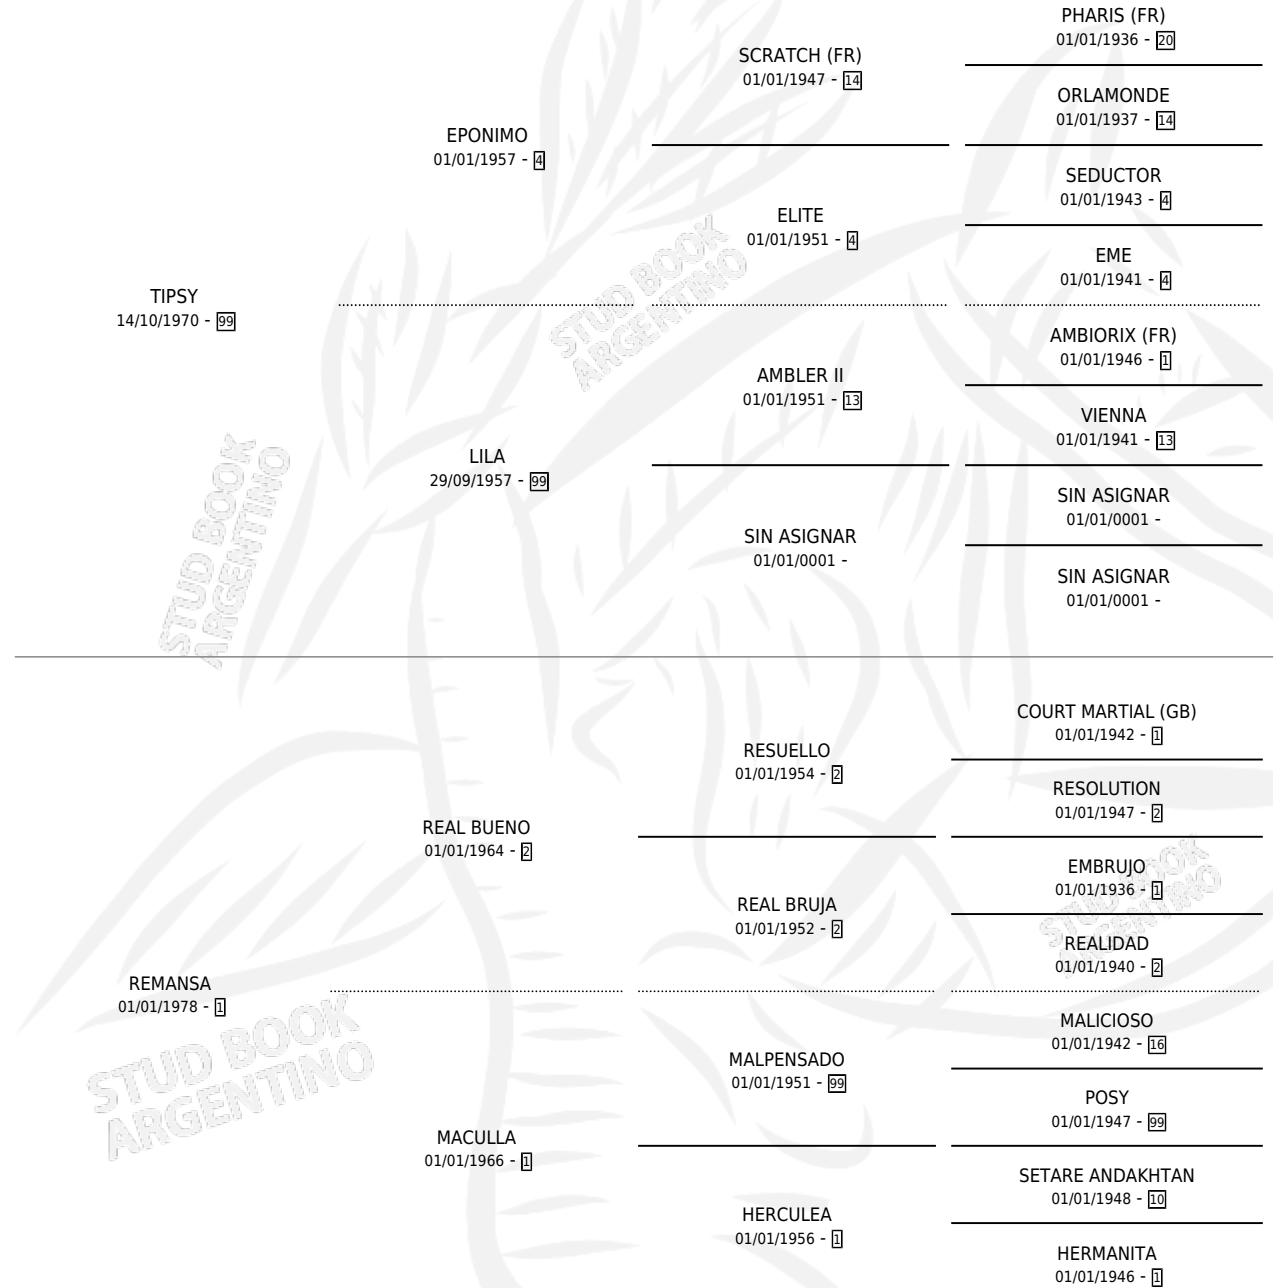 PHARIS (FR)
01/01/1936 - 20
SCRATCH (FR)
01/01/1947 - 14
ORLAMONDE
01/01/1937 - 14
EPONIMO
01/01/1957 - 4
SEDUCTOR
01/01/1943 - 4
ELITE
01/01/1951 - 4
EME
01/01/1941 - 4
TIPSY
14/10/1970 - 99
AMBIORIX (FR)
01/01/1946 - 1
AMBLER II
01/01/1951 - 13
VIENNA
01/01/1941 - 13
LILA
29/09/1957 - 99
SIN ASIGNAR
01/01/0001 -
SIN ASIGNAR
01/01/0001 -
SIN ASIGNAR
01/01/0001 -
STUD BOOK
ARGENTINO
STUD BOOK
ARGENTINO
COURT MARTIAL (GB)
01/01/1942 - 1
RESUELLO
01/01/1954 - 2
RESOLUTION
01/01/1947 - 2
REAL BUENO
01/01/1964 - 2
EMBRUJO
01/01/1936 - 1
REAL BRUJA
01/01/1952 - 2
REALIDAD
01/01/1940 - 2
REMANSA
01/01/1978 - 1
MALICIOSO
01/01/1942 - 16
MALPENSADO
01/01/1951 - 99
POSY
01/01/1947 - 99
MACULLA
01/01/1966 - 1
SETARE ANDAKHTAN
01/01/1948 - 10
HERCULEA
01/01/1956 - 1
HERMANITA
01/01/1946 - 1
STUD BOOK
ARGENTINO
STUD BOOK
ARGENTINO